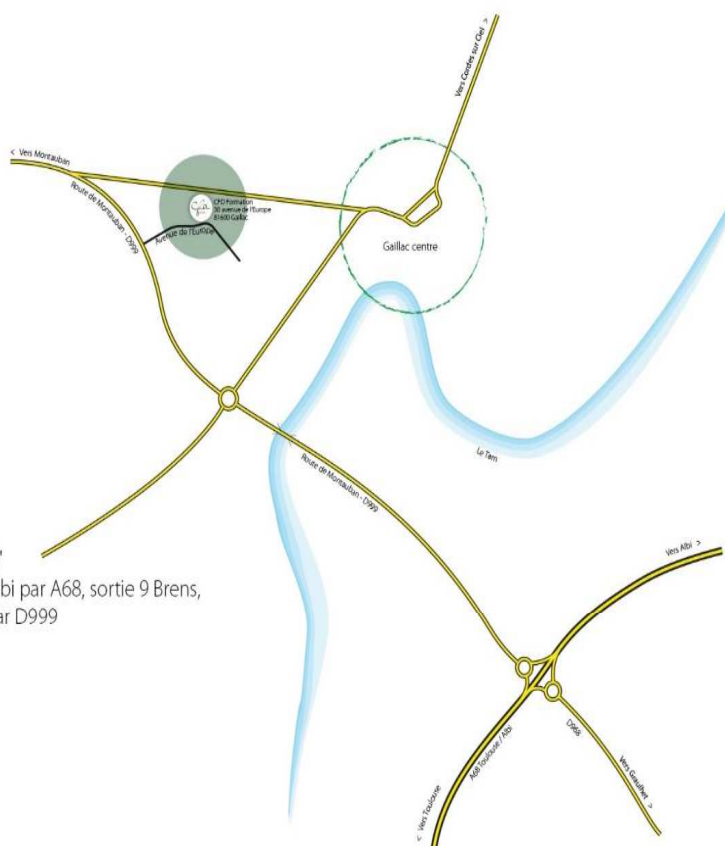 Vers Cordes sur Ciel >
< Vers Montauban
Route de Montauban - D999
CPO Formation
30 avenue de l'Europe
81600 Gaillac
Avenue de l'Europe
Gaillac centre
Le Tarn
Route de Montauban - D999
bi par A68, sortie 9 Brens,
ar D999
Vers Albi >
A68 Toulouse / Albi
D968
< Vers Toulouse
Vers Graulhet >